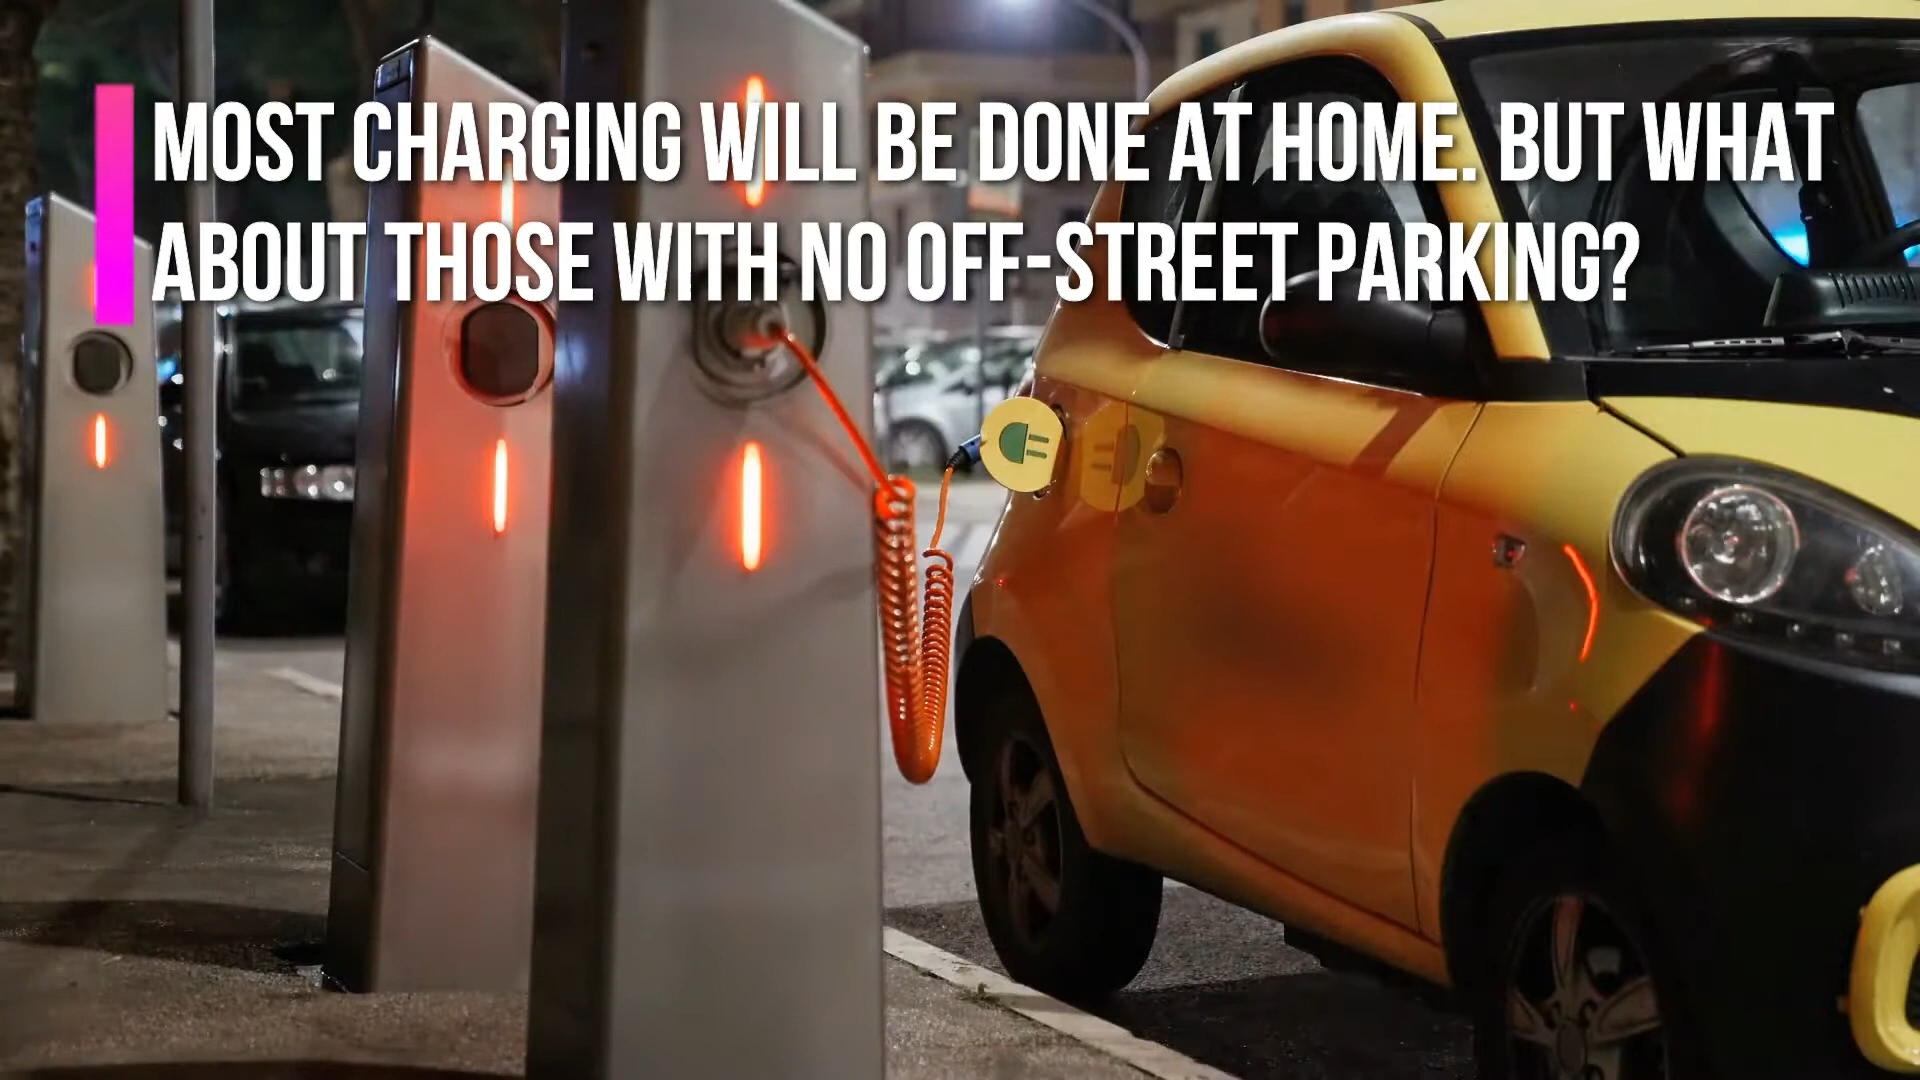 MOST CHARGING WILL BE DONE AT HOME. BUT WHAT
ABOUT THOSE WITH NO OFF-STREET PARKING?